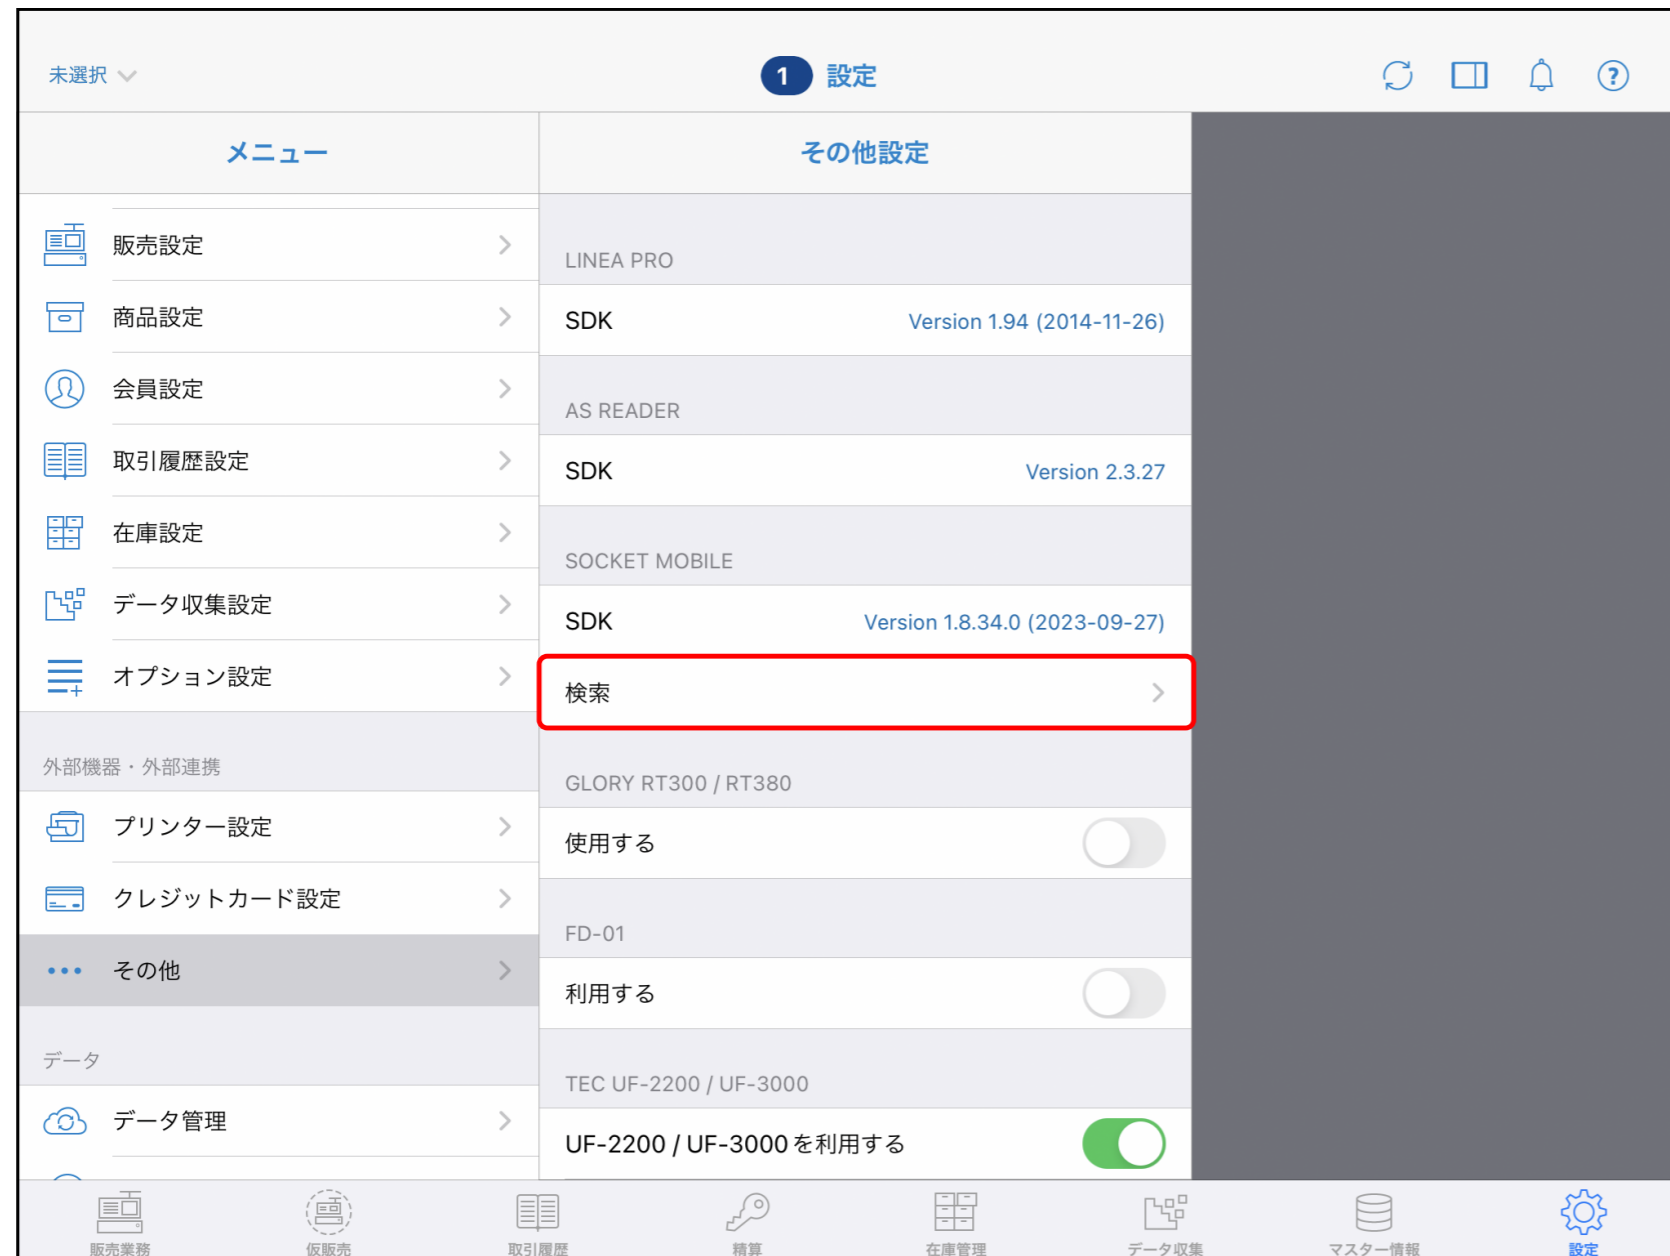 未選択
1 設定
?
メニュー
販売設定
商品設定
会員設定
取引履歴設定
在庫設定
データ収集設定
オプション設定
外部機器・外部連携
プリンター設定
クレジットカード設定
その他
データ
データ管理
その他設定
LINEA PRO
SDK Version 1.94 (2014-11-26)
AS READER
SDK Version 2.3.27
SOCKET MOBILE
SDK Version 1.8.34.0 (2023-09-27)
検索
GLORY RT300 / RT380
使用する
FD-01
利用する
TEC UF-2200 / UF-3000
UF-2200 / UF-3000を利用する
販売業務 仮販売 取引履歴 精算 在庫管理 データ収集 マスター情報 設定